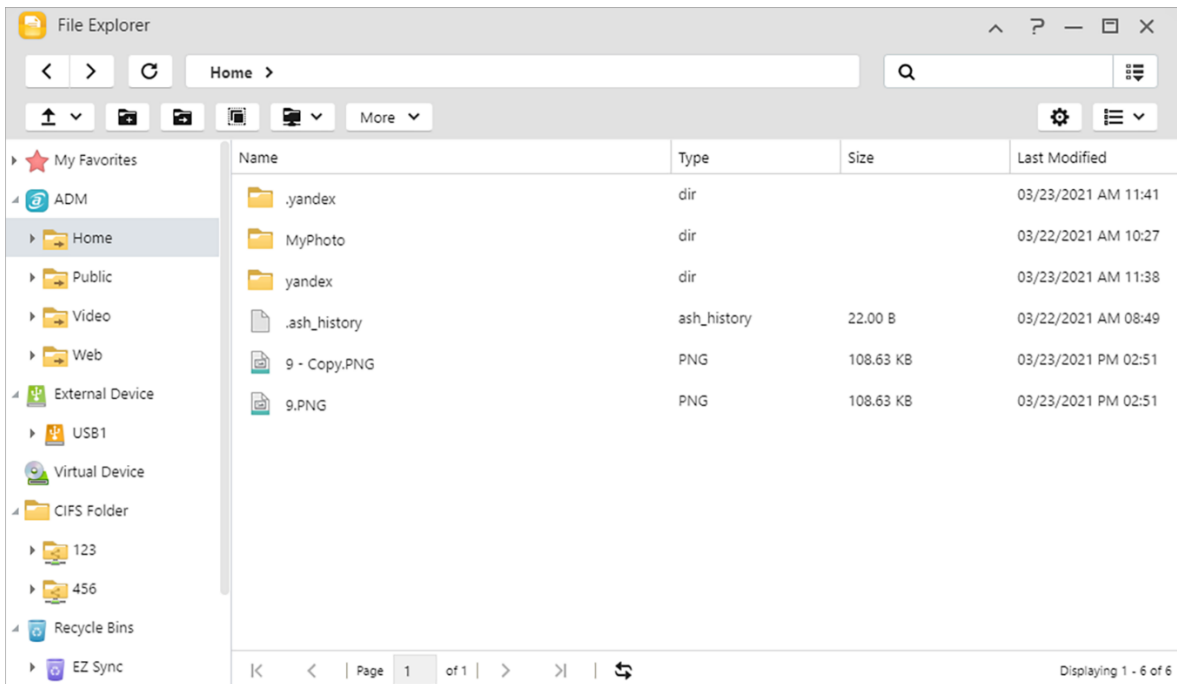 File Explorer
Home >
More
My Favorites
ADM
Home
Public
Video
Web
External Device
USB1
Virtual Device
CIFS Folder
123
456
Recycle Bins
EZ Sync
Name Type Size Last Modified
.yandex dir 03/23/2021 AM 11:41
MyPhoto dir 03/22/2021 AM 10:27
yandex dir 03/23/2021 AM 11:38
.ash_history ash_history 22.00 B 03/22/2021 AM 08:49
9 - Copy.PNG PNG 108.63 KB 03/23/2021 PM 02:51
9.PNG PNG 108.63 KB 03/23/2021 PM 02:51
Page 1 of 1 Displaying 1 - 6 of 6